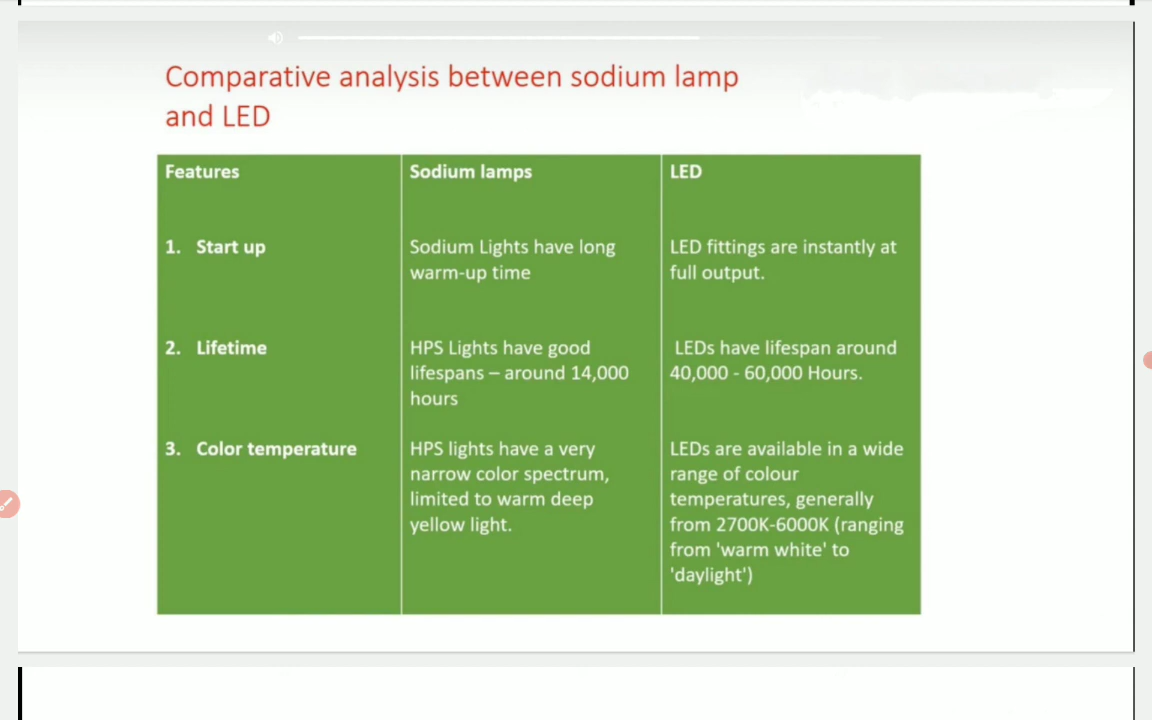 Comparative analysis between sodium lamp
and LED
Features
Sodium lamps
LED
1. Start up
Sodium Lights have long
warm-up time
LED fittings are instantly at
full output.
2. Lifetime
HPS Lights have good
lifespans – around 14,000
hours
LEDs have lifespan around
40,000 - 60,000 Hours.
3. Color temperature
HPS lights have a very
narrow color spectrum,
limited to warm deep
yellow light.
LEDs are available in a wide
range of colour
temperatures, generally
from 2700K-6000K (ranging
from 'warm white' to
'daylight')